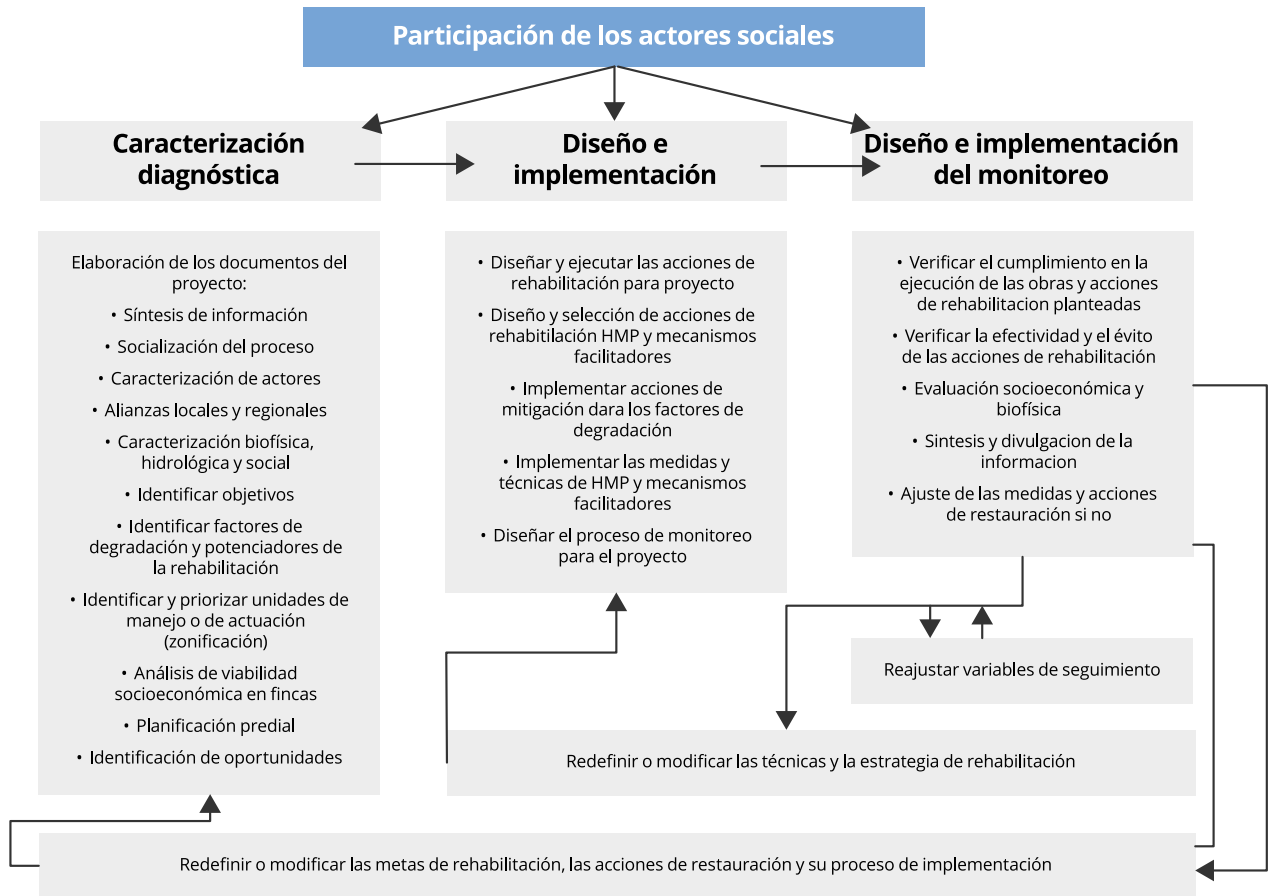 Participación de los actores sociales
Caracterización
diagnóstica
Diseño e
implementación
Diseño e implementación
del monitoreo
Elaboración de los documentos del
proyecto:
• Síntesis de información
• Socialización del proceso
• Caracterización de actores
• Alianzas locales y regionales
• Caracterización biofísica,
hidrológica y social
• Identificar objetivos
• Identificar factores de
degradación y potenciadores de
la rehabilitación
• Identificar y priorizar unidades de
manejo o de actuación
(zonificación)
• Análisis de viabilidad
socioeconómica en fincas
• Planificación predial
• Identificación de oportunidades
• Diseñar y ejecutar las acciones de
rehabilitación para proyecto
• Diseño y selección de acciones de
rehabitilación HMP y mecanismos
facilitadores
• Implementar acciones de
mitigación dara los factores de
degradación
• Implementar las medidas y
técnicas de HMP y mecanismos
facilitadores
• Diseñar el proceso de monitoreo
para el proyecto
• Verificar el cumplimiento en la
ejecución de las obras y acciones
de rehabilitacion planteadas
• Verificar la efectividad y el évito
de las acciones de rehabilitación
• Evaluación socioeconómica y
biofísica
• Sintesis y divulgacion de la
informacion
• Ajuste de las medidas y acciones
de restauración si no
Reajustar variables de seguimiento
Redefinir o modificar las técnicas y la estrategia de rehabilitación
Redefinir o modificar las metas de rehabilitación, las acciones de restauración y su proceso de implementación